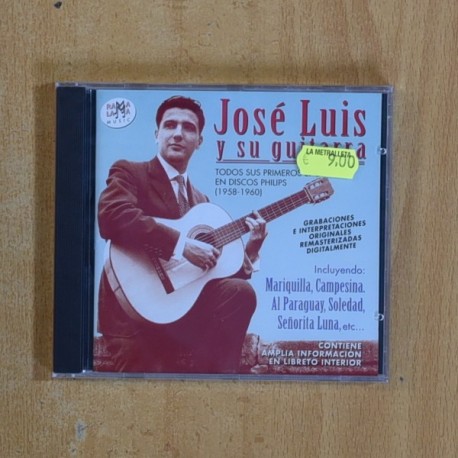 RAMA
LAMA
MUSIC
José Luis
y su guitarra
LA METRALLETA
€ 9,00
TODOS SUS PRIMEROS
EN DISCOS PHILIPS
(1958-1960)
GRABACIONES
E INTERPRETACIONES
ORIGINALES
REMASTERIZADAS
DIGITALMENTE
Incluyendo:
Mariquilla, Campesina.
Al Paraguay, Soledad,
Señorita Luna, etc...
CONTIENE
AMPLIA INFORMACIÓN
EN LIBRETO INTERIOR